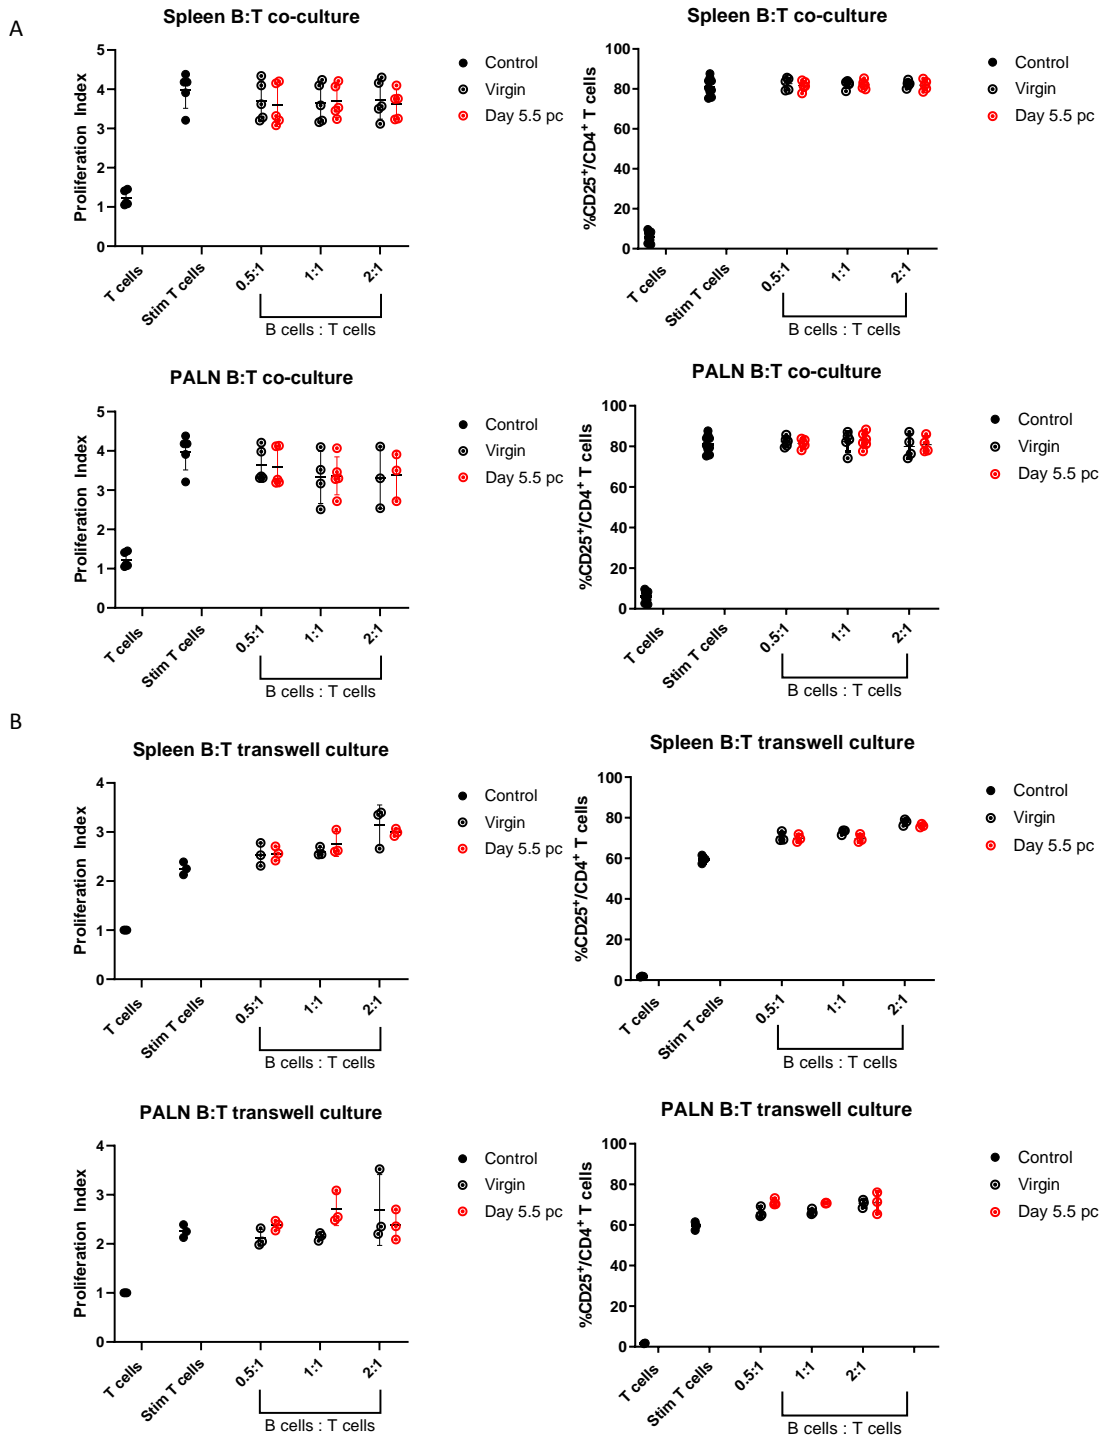 A
Spleen B:T co-culture
Proliferation Index
5
4
3
2
1
0
T cells
Stim T cells
0.5:1
1:1
2:1
B cells : T cells
Control
Virgin
Day 5.5 pc
Spleen B:T co-culture
%CD25⁺/CD4⁺ T cells
100
80
60
40
20
0
T cells
Stim T cells
0.5:1
1:1
2:1
B cells : T cells
Control
Virgin
Day 5.5 pc
PALN B:T co-culture
Proliferation Index
5
4
3
2
1
0
T cells
Stim T cells
0.5:1
1:1
2:1
B cells : T cells
Control
Virgin
Day 5.5 pc
PALN B:T co-culture
%CD25⁺/CD4⁺ T cells
100
80
60
40
20
0
T cells
Stim T cells
0.5:1
1:1
2:1
B cells : T cells
Control
Virgin
Day 5.5 pc
B
Spleen B:T transwell culture
Proliferation Index
4
3
2
1
0
T cells
Stim T cells
0.5:1
1:1
2:1
B cells : T cells
Control
Virgin
Day 5.5 pc
Spleen B:T transwell culture
%CD25⁺/CD4⁺ T cells
100
80
60
40
20
0
T cells
Stim T cells
0.5:1
1:1
2:1
B cells : T cells
Control
Virgin
Day 5.5 pc
PALN B:T transwell culture
Proliferation Index
4
3
2
1
0
T cells
Stim T cells
0.5:1
1:1
2:1
B cells : T cells
Control
Virgin
Day 5.5 pc
PALN B:T transwell culture
%CD25⁺/CD4⁺ T cells
100
80
60
40
20
0
T cells
Stim T cells
0.5:1
1:1
2:1
B cells : T cells
Control
Virgin
Day 5.5 pc